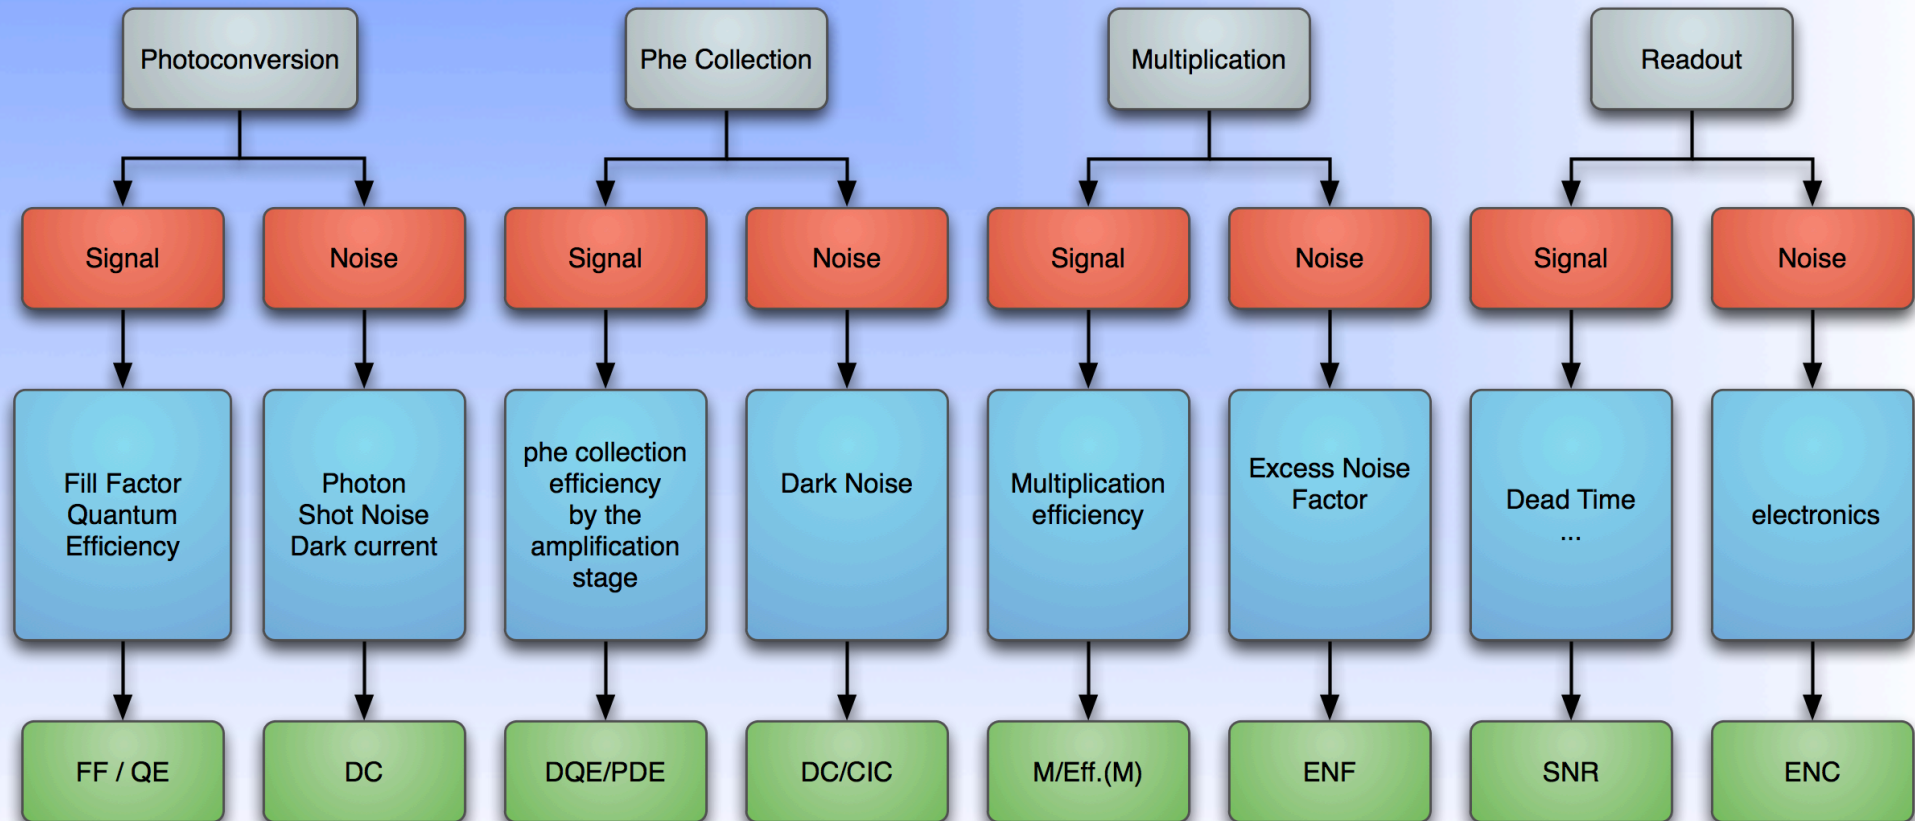 Photoconversion
Phe Collection
Multiplication
Readout
Signal
Noise
Signal
Noise
Signal
Noise
Signal
Noise
Fill Factor
Quantum
Efficiency
Photon
Shot Noise
Dark current
phe collection
efficiency
by the
amplification
stage
Dark Noise
Multiplication
efficiency
Excess Noise
Factor
Dead Time
...
electronics
FF / QE
DC
DQE/PDE
DC/CIC
M/Eff.(M)
ENF
SNR
ENC